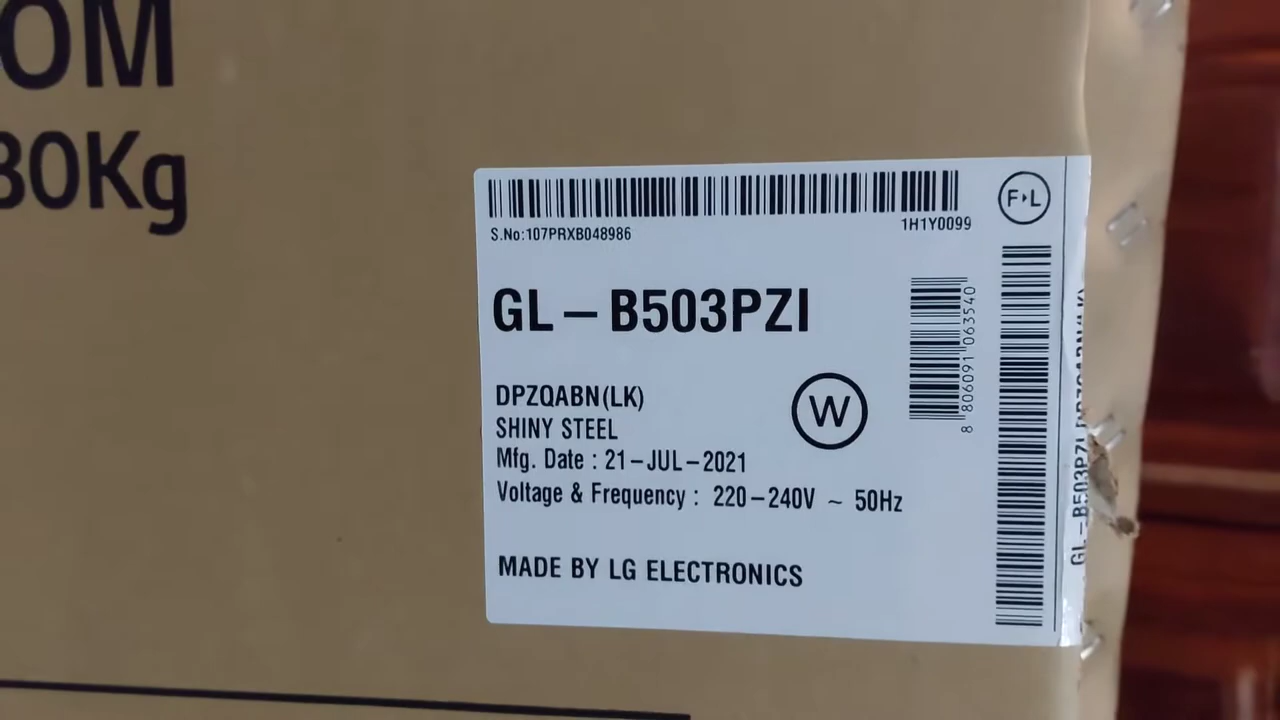 OM
80Kg
S.No:107PRXB048986
1H1Y0099
F▸L
GL-B503PZI
8 806091 063540
DPZQABN(LK)
W
SHINY STEEL
Mfg. Date : 21-JUL-2021
Voltage & Frequency : 220-240V ~ 50Hz
MADE BY LG ELECTRONICS
GL-B503PZI